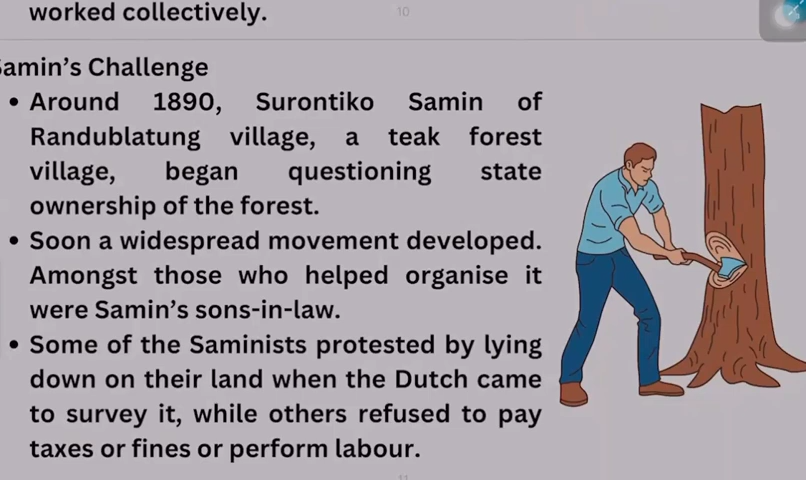 worked collectively.
10
Samin's Challenge
• Around 1890, Surontiko Samin of
Randublatung village, a teak forest
village, began questioning state
ownership of the forest.
• Soon a widespread movement developed.
Amongst those who helped organise it
were Samin's sons-in-law.
• Some of the Saminists protested by lying
down on their land when the Dutch came
to survey it, while others refused to pay
taxes or fines or perform labour.
11